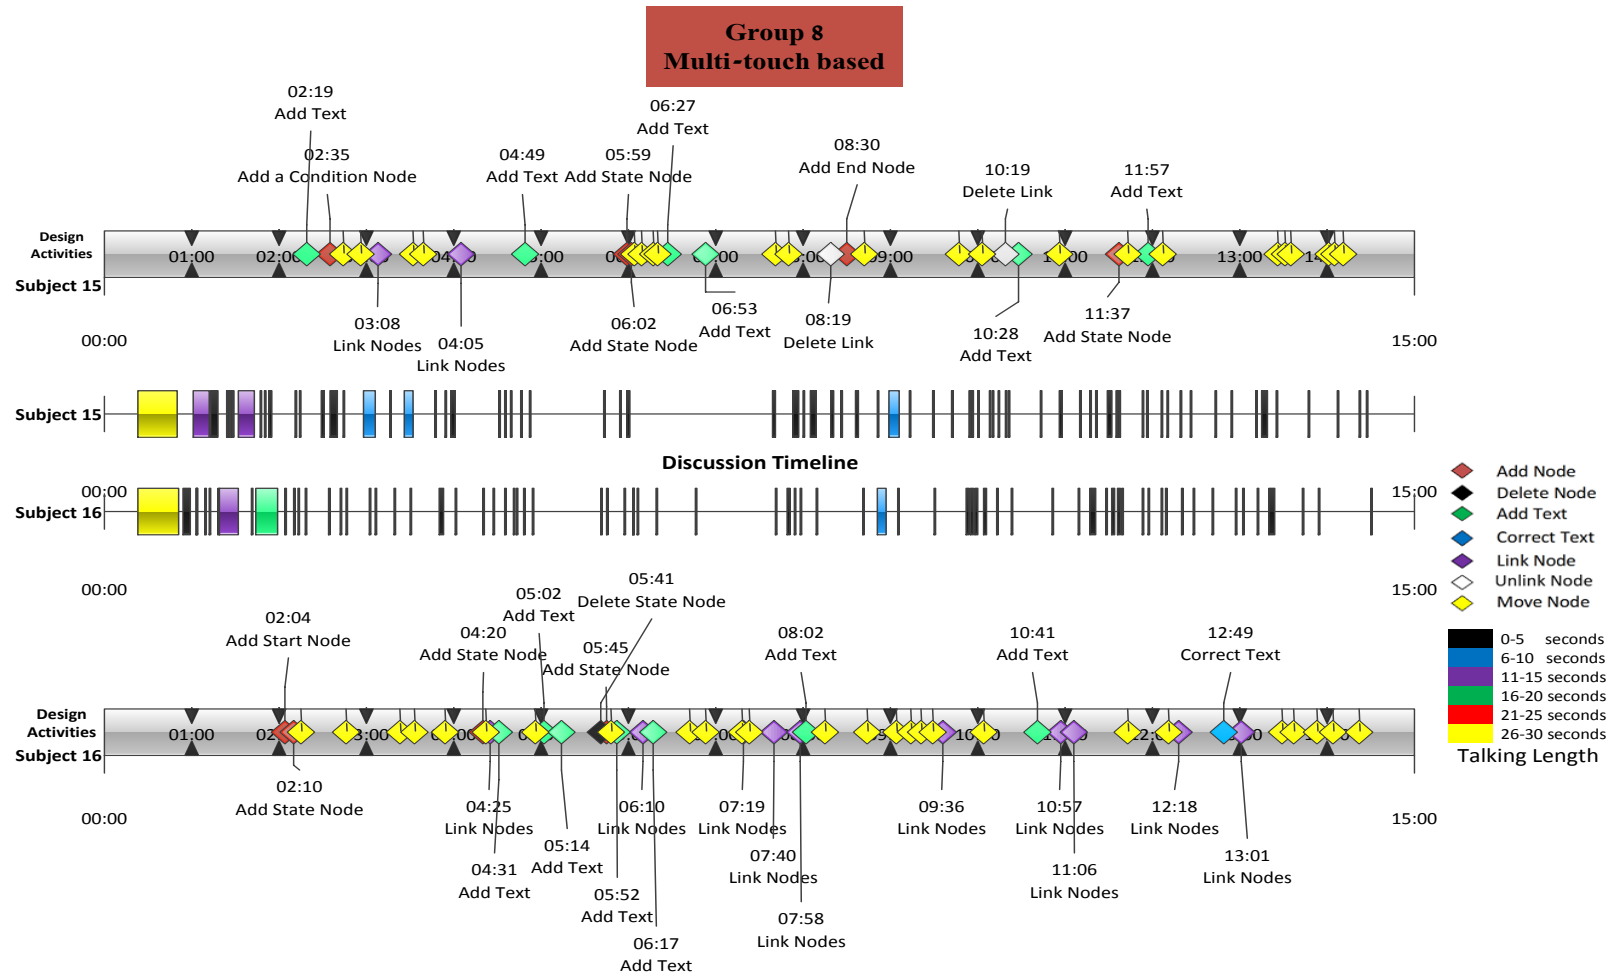 Group 8
Multi-touch based
02:19
Add Text
06:27
Add Text
02:35
Add a Condition Node
04:49
Add Text
05:59
Add State Node
08:30
Add End Node
10:19
Delete Link
11:57
Add Text
Design
Activities
01:00
13:00
Subject 15
03:08
Link Nodes
04:05
Link Nodes
06:02
Add State Node
06:53
Add Text
08:19
Delete Link
10:28
Add Text
11:37
Add State Node
00:00
15:00
Subject 15
Discussion Timeline
00:00
15:00
Subject 16
00:00
15:00
Add Node
Delete Node
Add Text
Correct Text
Link Node
Unlink Node
Move Node
0-5 seconds
6-10 seconds
11-15 seconds
16-20 seconds
21-25 seconds
26-30 seconds
Talking Length
02:04
Add Start Node
04:20
Add State Node
05:02
Add Text
05:41
Delete State Node
05:45
Add State Node
08:02
Add Text
10:41
Add Text
12:49
Correct Text
Design
Activities
01:00
Subject 16
02:10
Add State Node
04:25
Link Nodes
04:31
Add Text
05:14
Add Text
05:52
Add Text
06:10
Link Nodes
06:17
Add Text
07:19
Link Nodes
07:40
Link Nodes
07:58
Link Nodes
09:36
Link Nodes
10:57
Link Nodes
11:06
Link Nodes
12:18
Link Nodes
13:01
Link Nodes
00:00
15:00